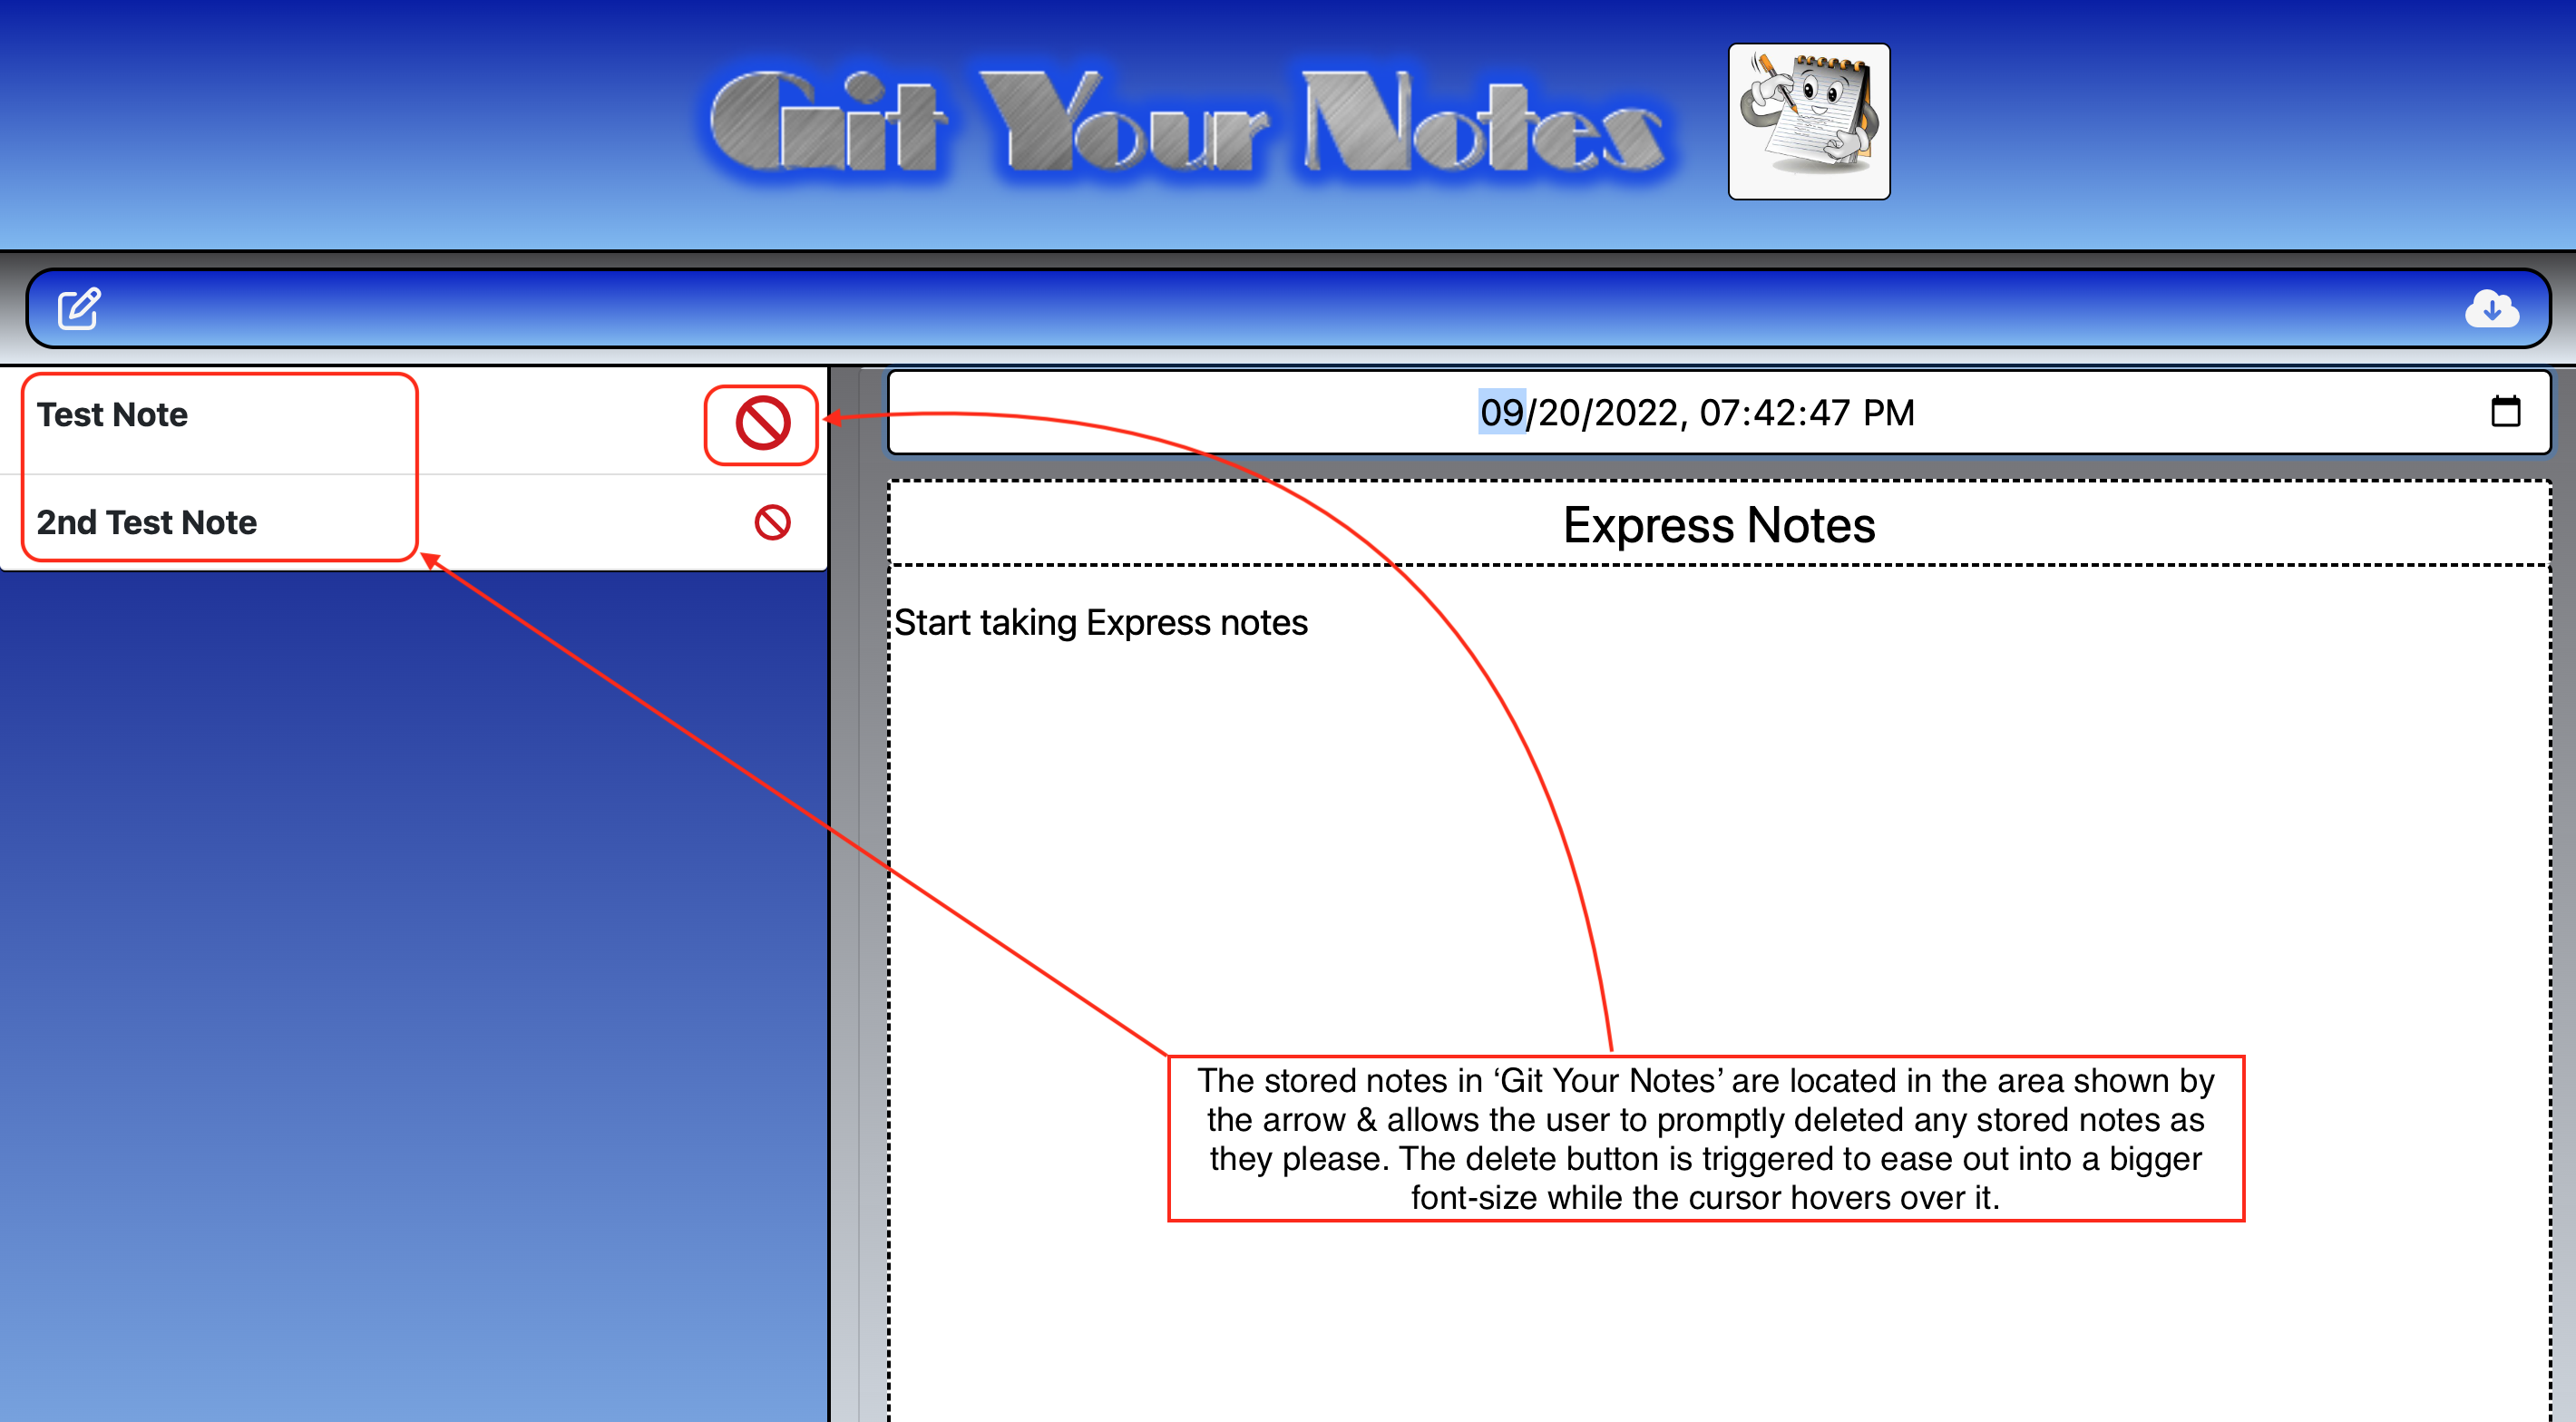 Git Your Notes
Test Note
2nd Test Note
09/20/2022, 07:42:47 PM
Express Notes
Start taking Express notes
The stored notes in ‘Git Your Notes’ are located in the area shown by
the arrow & allows the user to promptly deleted any stored notes as
they please. The delete button is triggered to ease out into a bigger
font-size while the cursor hovers over it.